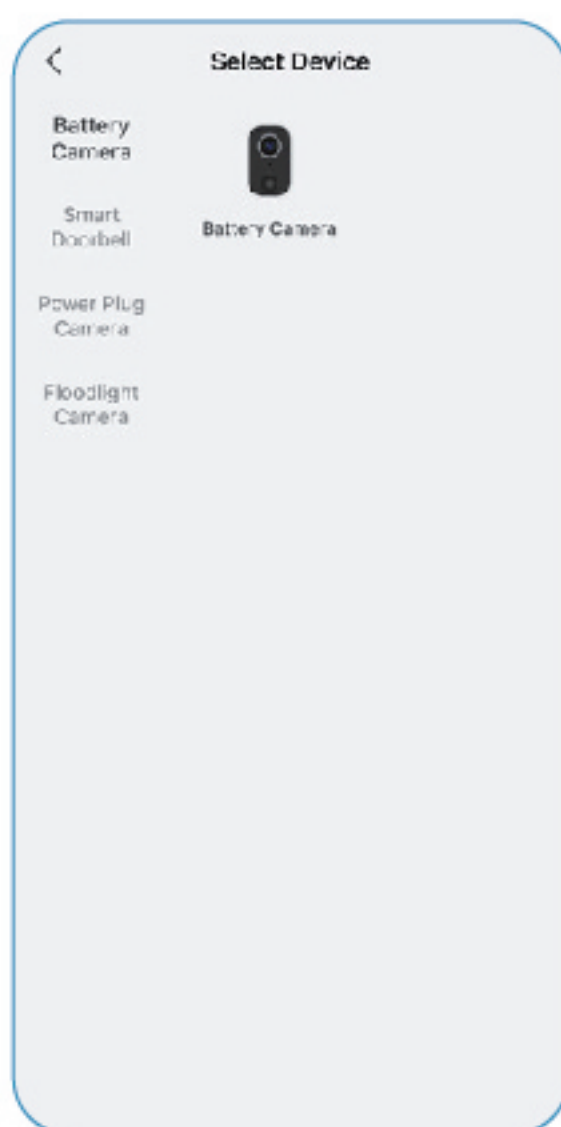 Select Device
Battery
Camera
Smart
Doorbell
Power Plug
Camera
Floodlight
Camera
Battery Camera